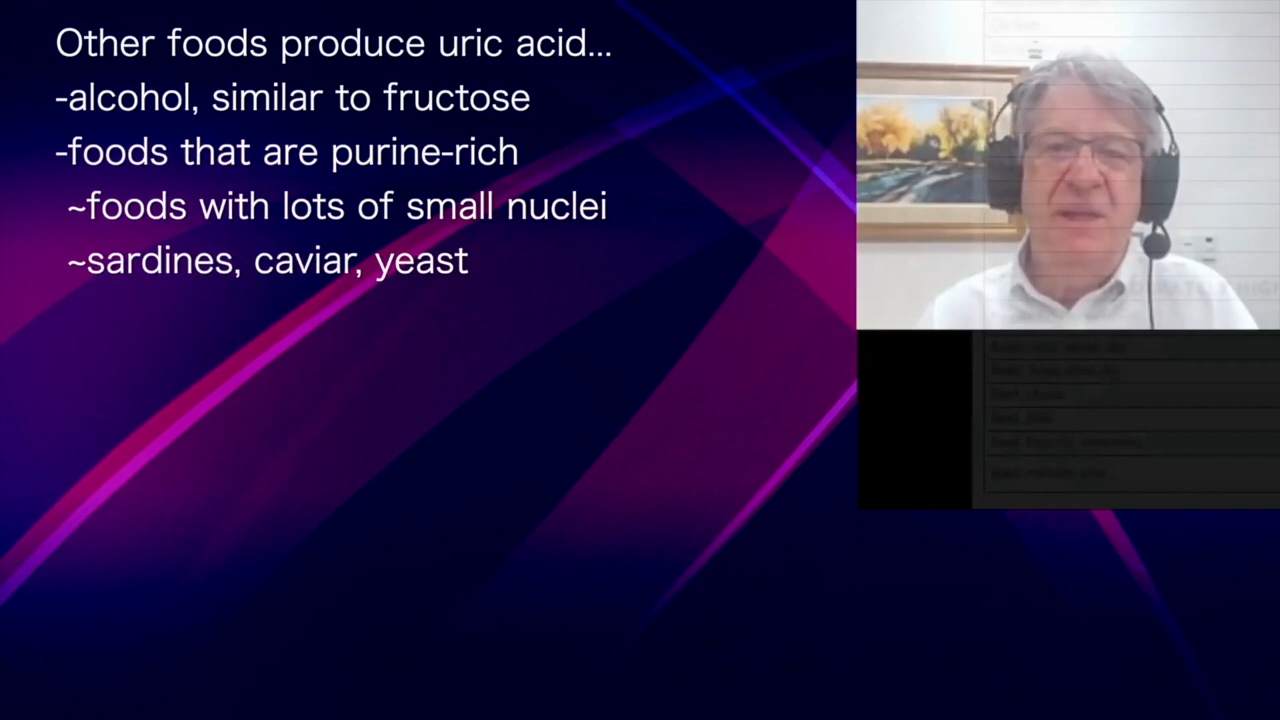 Other foods produce uric acid...
-alcohol, similar to fructose
-foods that are purine-rich
~foods with lots of small nuclei
~sardines, caviar, yeast